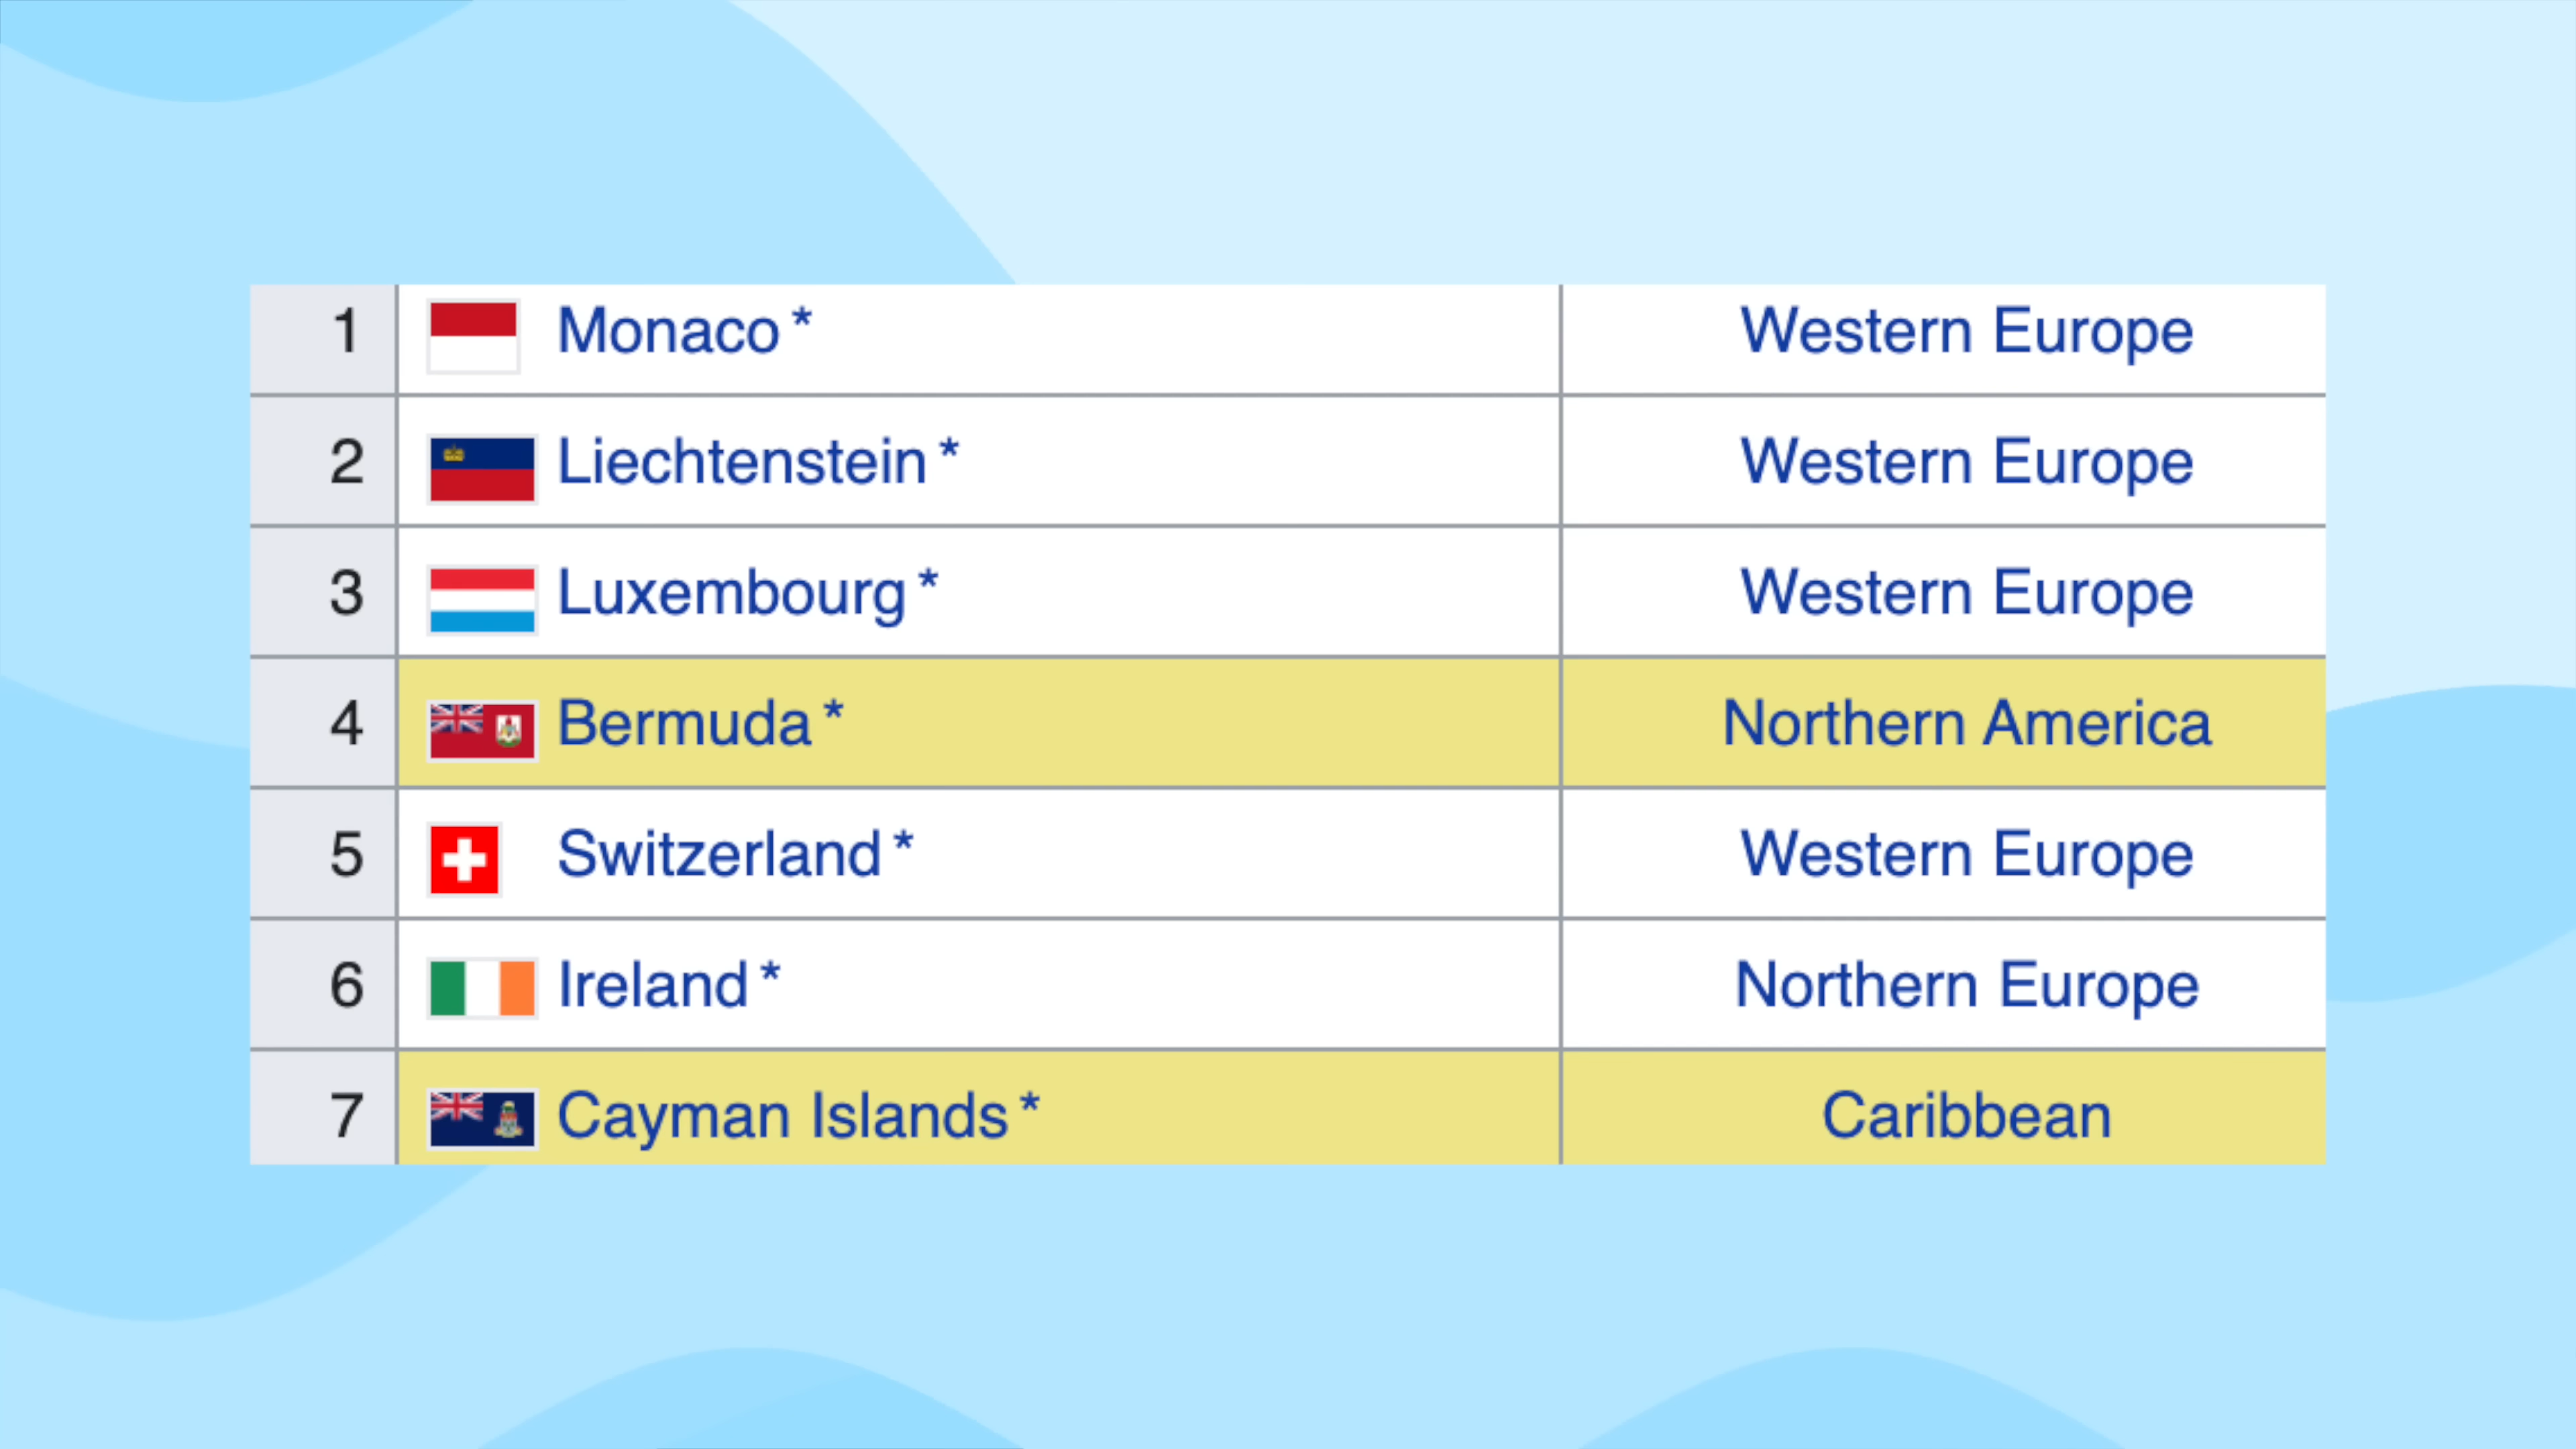 1 Monaco * Western Europe
2 Liechtenstein * Western Europe
3 Luxembourg * Western Europe
4 Bermuda * Northern America
5 Switzerland * Western Europe
6 Ireland * Northern Europe
7 Cayman Islands * Caribbean